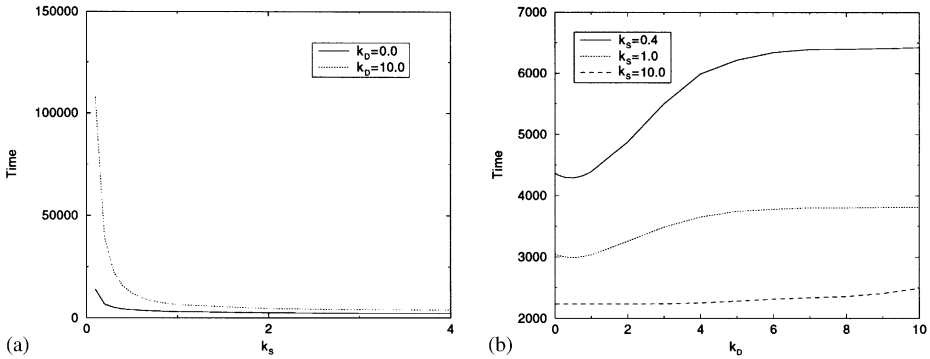 150000
100000
50000
0
Time
0
2
4
k_S
k_D=0.0
k_D=10.0
(a)
7000
6000
5000
4000
3000
2000
Time
0
2
4
6
8
10
k_D
k_S=0.4
k_S=1.0
k_S=10.0
(b)